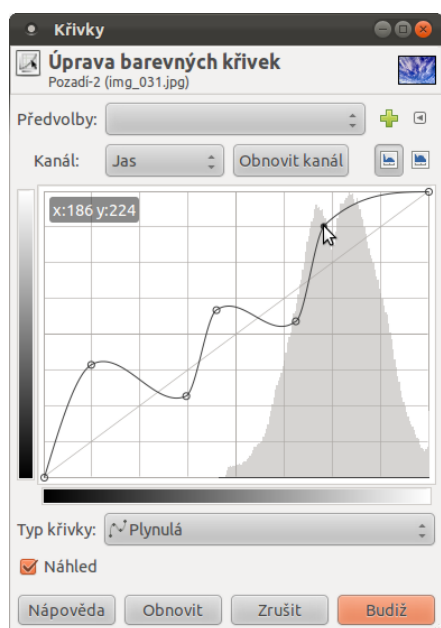 Křivky
Úprava barevných křivek
Pozadí-2 (img_031.jpg)
Předvolby:
Kanál: Jas Obnovit kanál
x:186 y:224
Typ křivky: Plynulá
Náhled
Nápověda Obnovit Zrušit Budiž